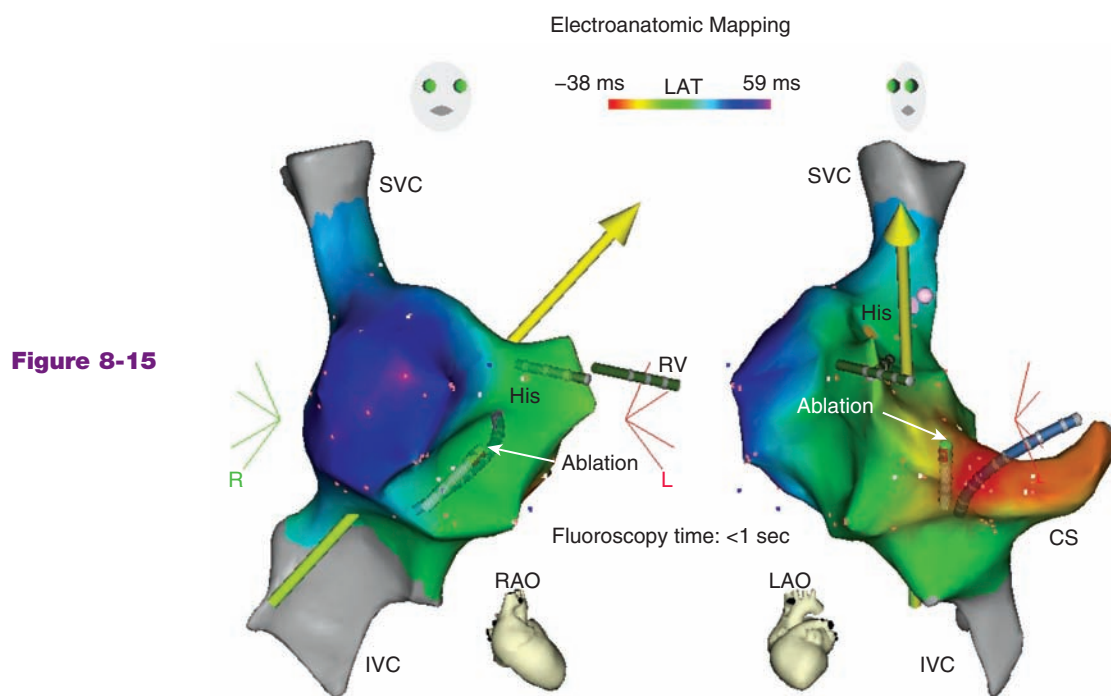 Electroanatomic Mapping
–38 ms LAT 59 ms
SVC
SVC
Figure 8-15
His
RV
His
Ablation
Ablation
R
L
Fluoroscopy time: <1 sec
CS
RAO
LAO
IVC
IVC